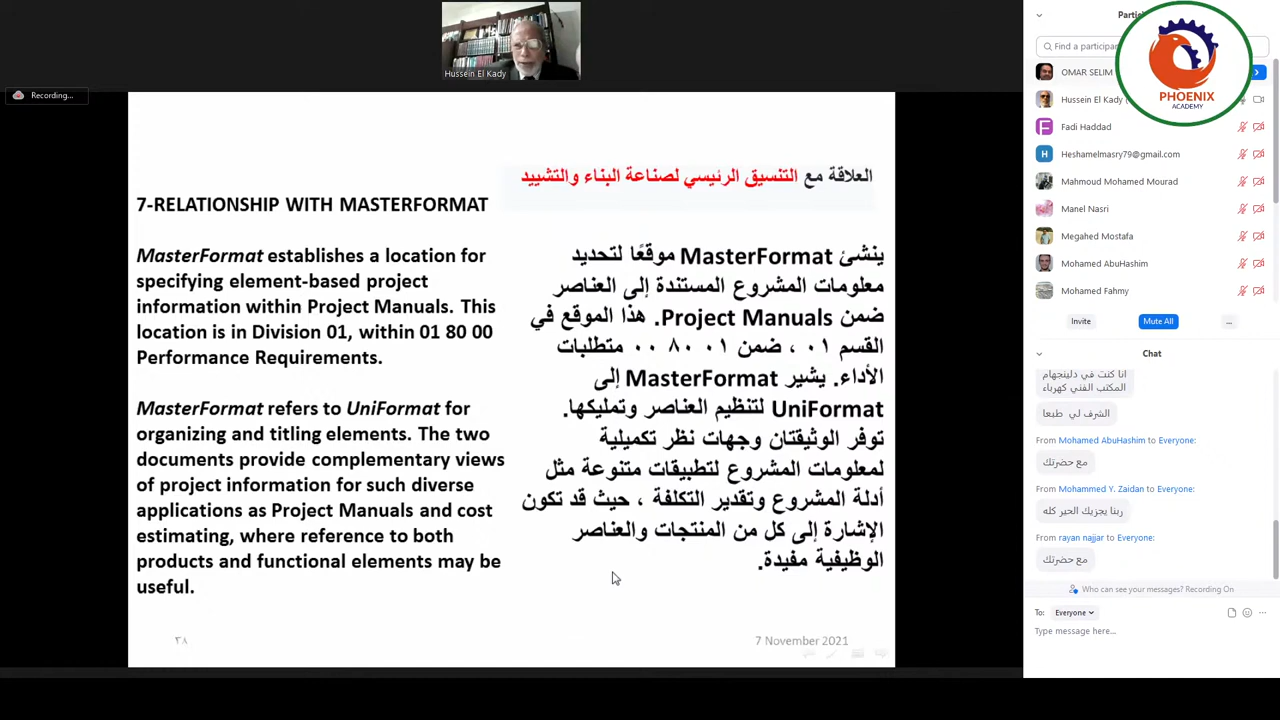 Hussein El Kady
Recording...
العلاقة مع التنسيق الرئيسي لصناعة البناء والتشييد
7-RELATIONSHIP WITH MASTERFORMAT
MasterFormat establishes a location for
specifying element-based project
information within Project Manuals. This
location is in Division 01, within 01 80 00
Performance Requirements.
MasterFormat refers to UniFormat for
organizing and titling elements. The two
documents provide complementary views
of project information for such diverse
applications as Project Manuals and cost
estimating, where reference to both
products and functional elements may be
useful.
ينشئ MasterFormat موقعًا لتحديد
معلومات المشروع المستندة إلى العناصر
ضمن Project Manuals. هذا الموقع في
القسم ٠١ ، ضمن ٠١ ٨٠ ٠٠ متطلبات
الأداء. يشير MasterFormat إلى
UniFormat لتنظيم العناصر وتمليكها.
توفر الوثيقتان وجهات نظر تكميلية
لمعلومات المشروع لتطبيقات متنوعة مثل
أدلة المشروع وتقدير التكلفة ، حيث قد تكون
الإشارة إلى كل من المنتجات والعناصر
الوظيفية مفيدة.
٣٨
7 November 2021
Find a participa
PHOENIX
ACADEMY
OMAR SELIM
Hussein El Kady
Fadi Haddad
H
Heshamelmasry79@gmail.com
Mahmoud Mohamed Mourad
Manel Nasri
Megahed Mostafa
Mohamed AbuHashim
Mohamed Fahmy
Invite
Mute All
...
Chat
انا كنت في دلينجهام
المكتب الفني كهرباء
الشرف لي طبعا
From Mohamed AbuHashim to Everyone:
مع حضرتك
From Mohammed Y. Zaidan to Everyone:
ربنا يجزيك الخير كله
From rayan najjar to Everyone:
مع حضرتك
Who can see your messages? Recording On
To: Everyone
Type message here...